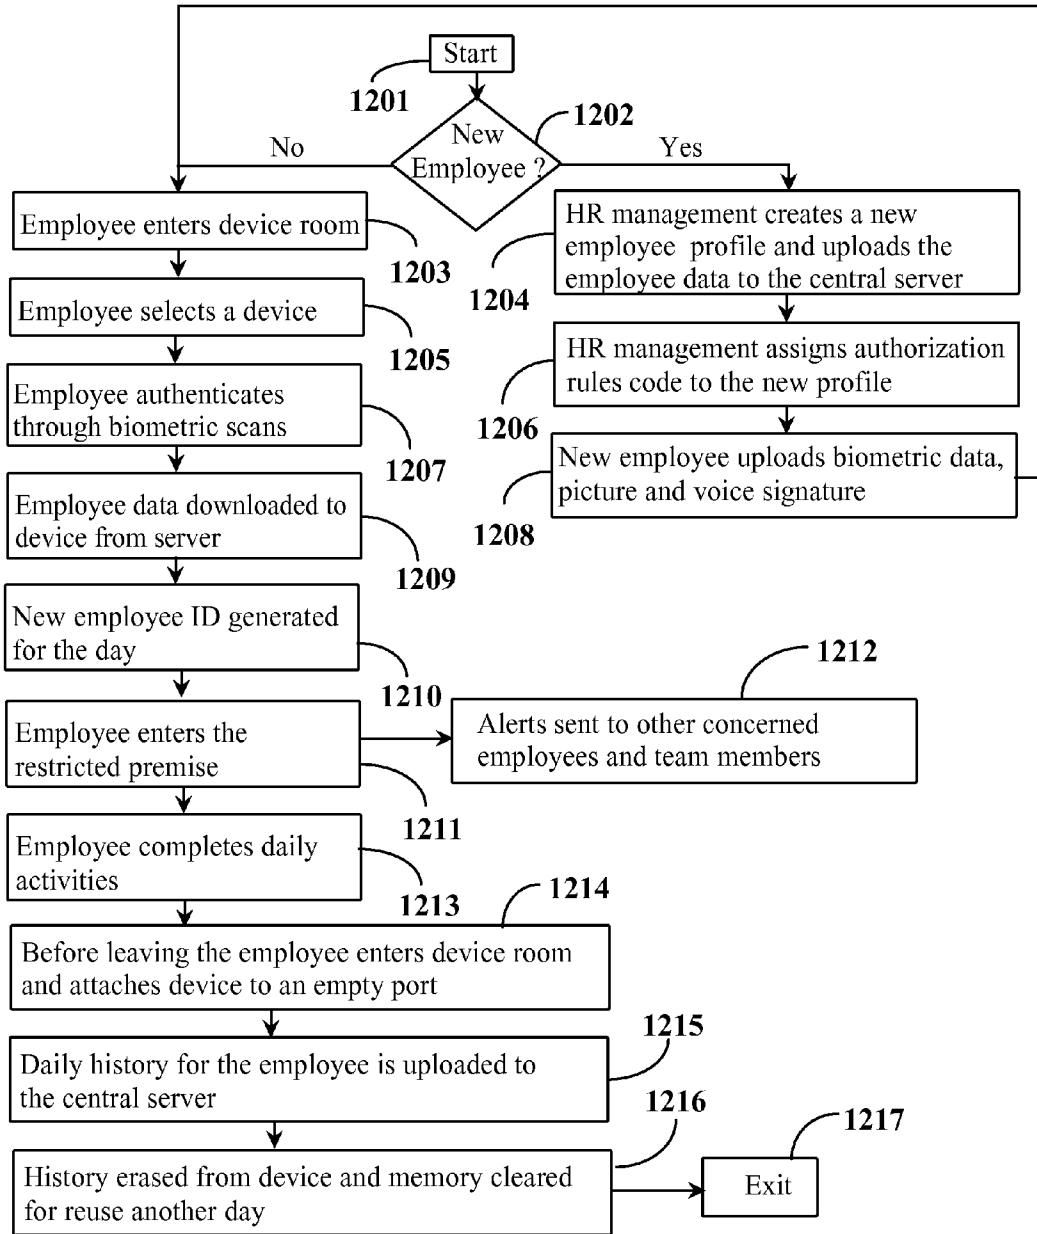 Start
1201
1202
New
Employee ?
No
Yes
Employee enters device room
1203
HR management creates a new
employee profile and uploads the
employee data to the central server
1204
Employee selects a device
1205
HR management assigns authorization
rules code to the new profile
1206
Employee authenticates
through biometric scans
1207
New employee uploads biometric data,
picture and voice signature
1208
Employee data downloaded to
device from server
1209
New employee ID generated
for the day
1210
1212
Employee enters the
restricted premise
1211
Alerts sent to other concerned
employees and team members
Employee completes daily
activities
1213
1214
Before leaving the employee enters device room
and attaches device to an empty port
1215
Daily history for the employee is uploaded to
the central server
1216
1217
History erased from device and memory cleared
for reuse another day
Exit